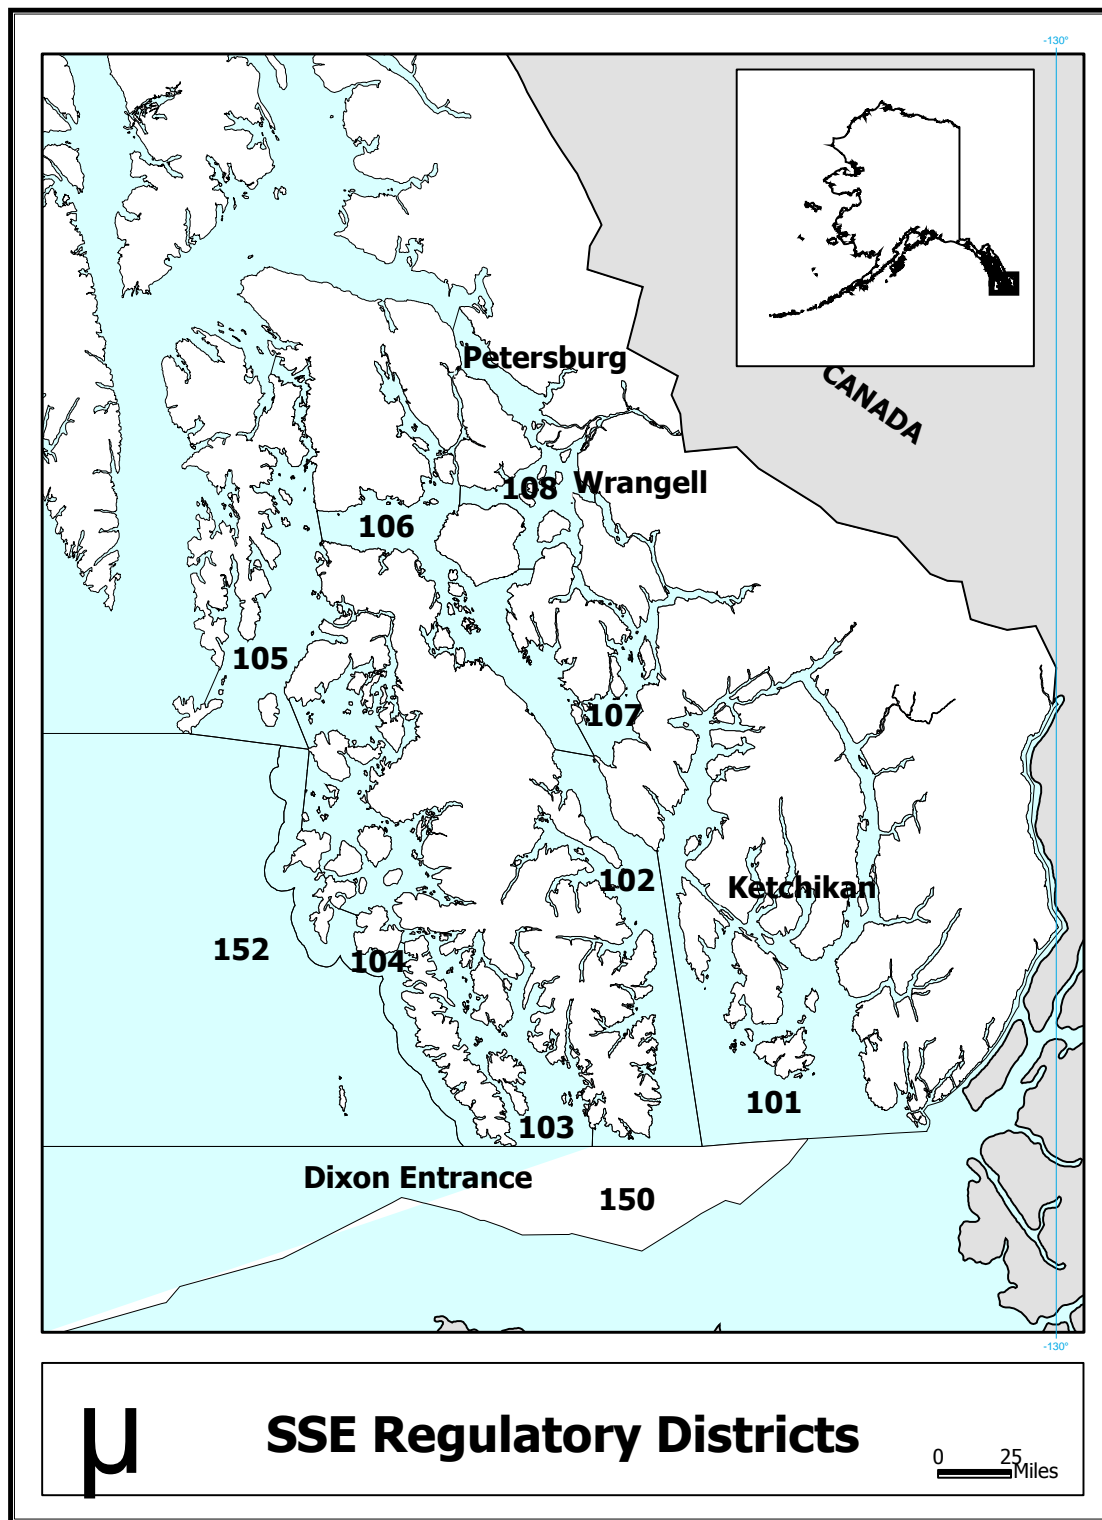 -130°
CANADA
Petersburg
108
Wrangell
106
105
107
102
Ketchikan
152
104
101
103
Dixon Entrance
150
-130°
µ
SSE Regulatory Districts
0 25
Miles